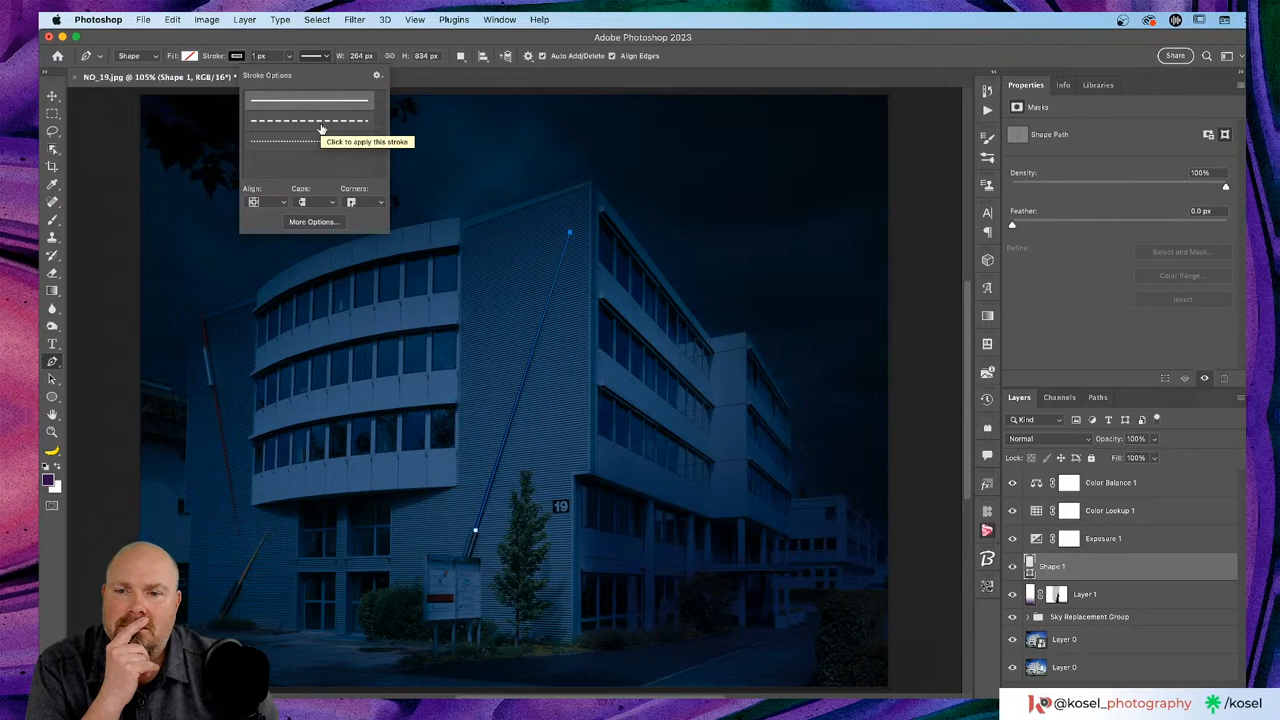 Photoshop File Edit Image Layer Type Select Filter 3D View Plugins Window Help
Adobe Photoshop 2023
Shape Fill: Stroke: 1 px W: 264 px GO H: 834 px Auto Add/Delete Align Edges Share
NO_19.jpg @ 105% (Shape 1, RGB/16*) *
Stroke Options
Click to apply this stroke
Align: Caps: Corners:
More Options...
19
Properties Info Libraries
Masks
Shape Path
Density: 100%
Feather: 0.0 px
Refine: Select and Mask...
Color Range...
Invert
Layers Channels Paths
Kind
Normal Opacity: 100%
Lock: Fill: 100%
Color Balance 1
Color Lookup 1
Exposure 1
Shape 1
Layer 1
Sky Replacement Group
Layer 0
Layer 0
@kosel_photography /kosel